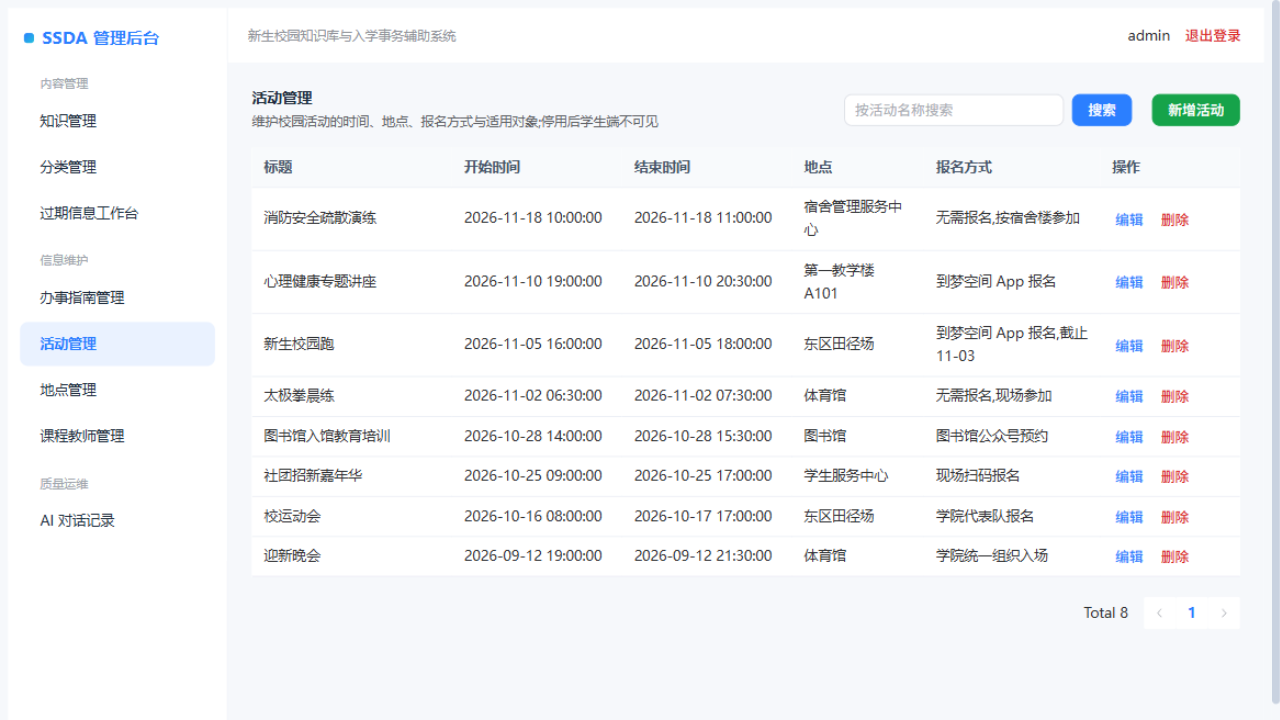 SSDA 管理后台
新生校园知识库与入学事务辅助系统
admin 退出登录
内容管理
知识管理
分类管理
过期信息工作台
信息维护
办事指南管理
活动管理
地点管理
课程教师管理
质量运维
AI 对话记录
活动管理
维护校园活动的时间、地点、报名方式与适用对象;停用后学生端不可见
按活动名称搜索 搜索 新增活动
标题 开始时间 结束时间 地点 报名方式 操作
消防安全疏散演练 2026-11-18 10:00:00 2026-11-18 11:00:00 宿舍管理服务中
心 无需报名,按宿舍楼参加 编辑 删除
心理健康专题讲座 2026-11-10 19:00:00 2026-11-10 20:30:00 第一教学楼
A101 到梦空间 App 报名 编辑 删除
新生校园跑 2026-11-05 16:00:00 2026-11-05 18:00:00 东区田径场 到梦空间 App 报名,截止
11-03 编辑 删除
太极拳晨练 2026-11-02 06:30:00 2026-11-02 07:30:00 体育馆 无需报名,现场参加 编辑 删除
图书馆入馆教育培训 2026-10-28 14:00:00 2026-10-28 15:30:00 图书馆 图书馆公众号预约 编辑 删除
社团招新嘉年华 2026-10-25 09:00:00 2026-10-25 17:00:00 学生服务中心 现场扫码报名 编辑 删除
校运动会 2026-10-16 08:00:00 2026-10-17 17:00:00 东区田径场 学院代表队报名 编辑 删除
迎新晚会 2026-09-12 19:00:00 2026-09-12 21:30:00 体育馆 学院统一组织入场 编辑 删除
Total 8 1